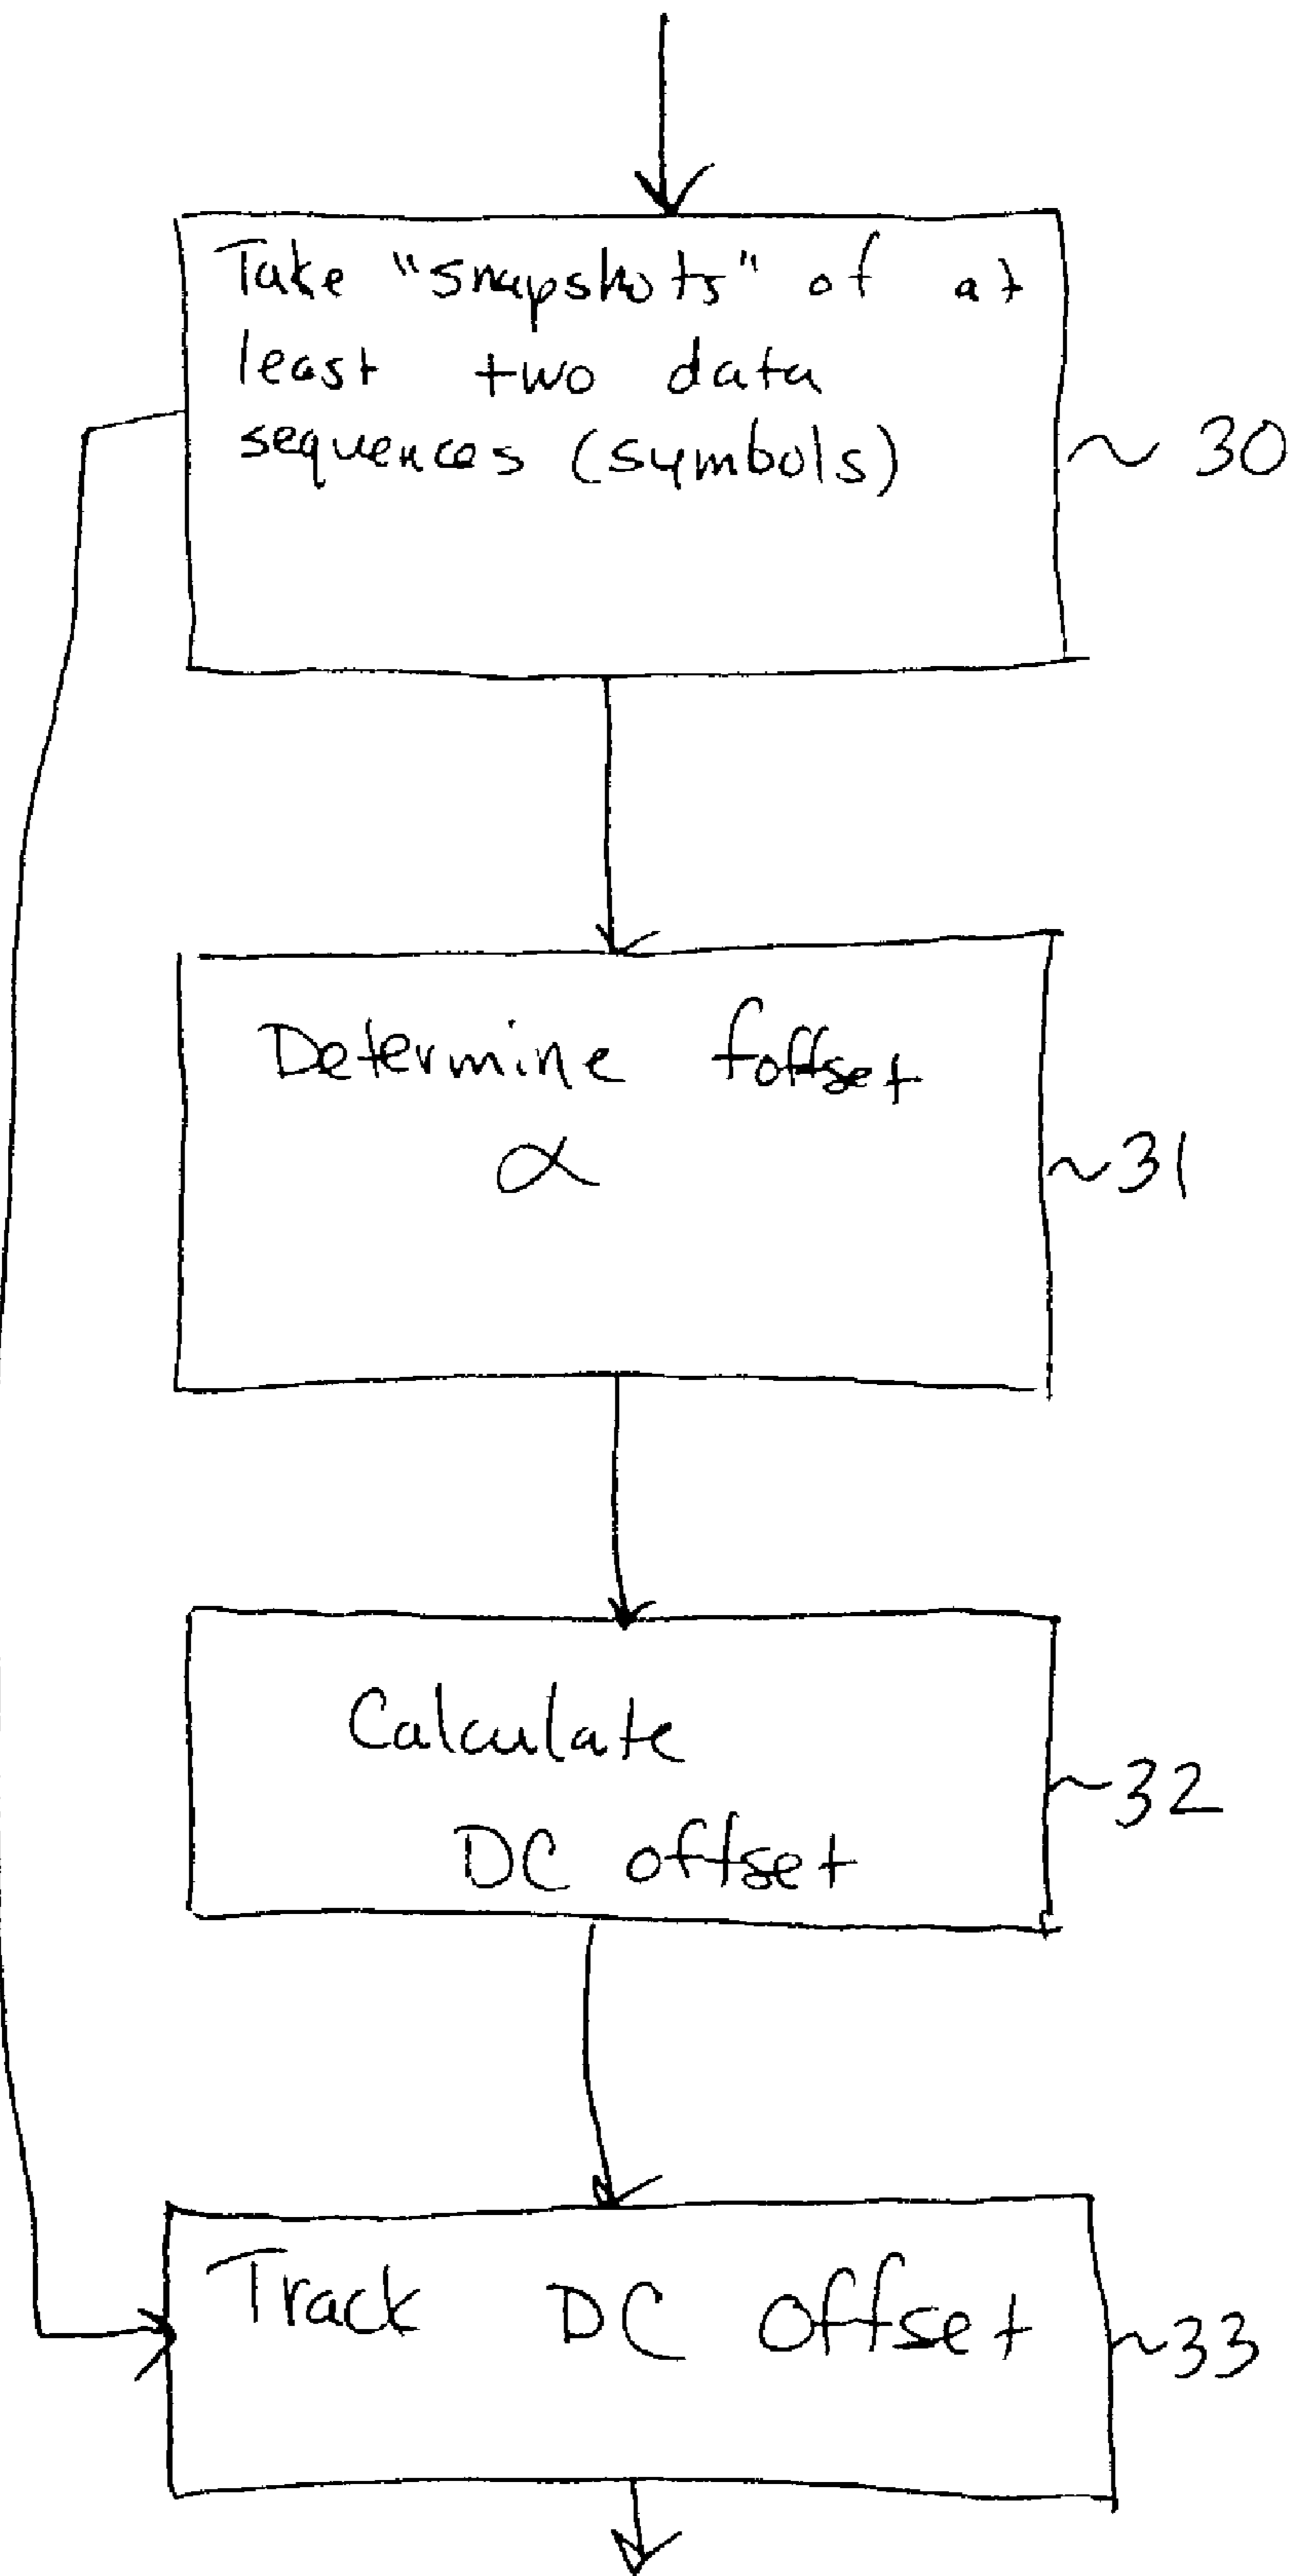 Take "snapshots" of at
least two data
sequences (symbols)
~ 30
Determine foffset
α
~31
Calculate
DC offset
~32
Track DC Offset
~33